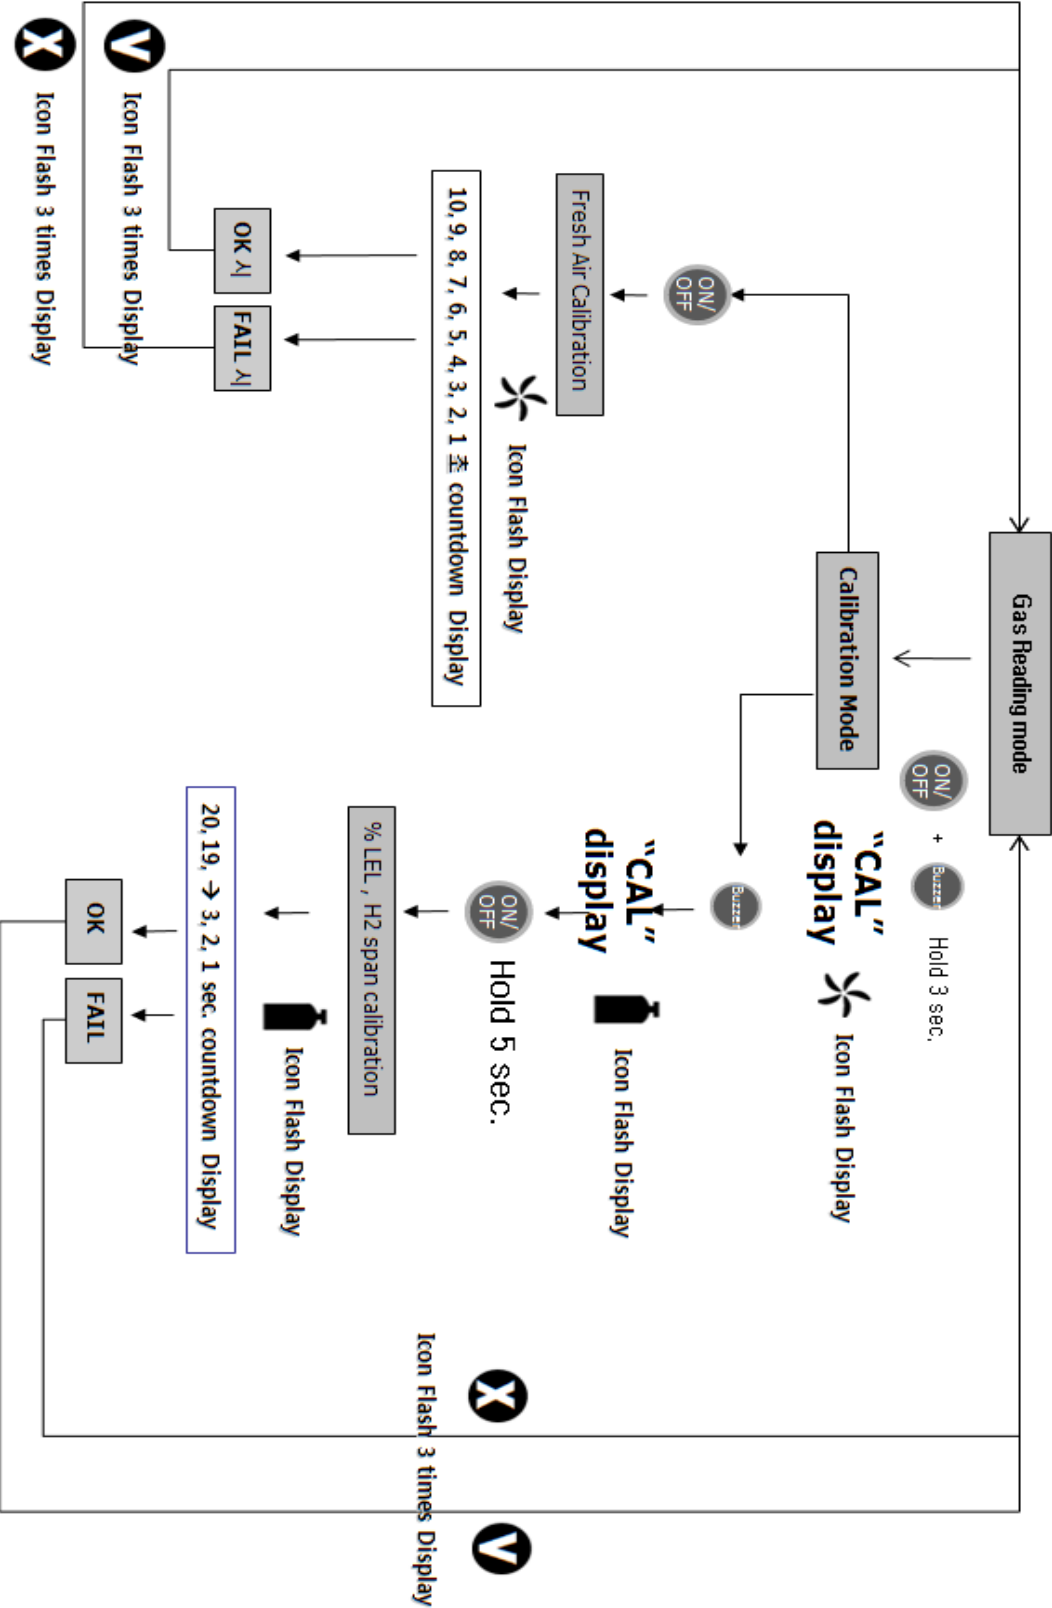 Gas Reading mode
ON/
OFF
+
Buzzer
Hold 3 sec.
Calibration Mode
"CAL"
display
Icon Flash Display
ON/
OFF
Buzzer
Fresh Air Calibration
"CAL"
display
Icon Flash Display
Icon Flash Display
ON/
OFF
Hold 5 sec.
10, 9, 8, 7, 6, 5, 4, 3, 2, 1 초 countdown Display
% LEL , H2 span calibration
Icon Flash Display
OK 시
FAIL 시
20, 19, → 3, 2, 1 sec. countdown Display
OK
FAIL
V
Icon Flash 3 times Display
X
Icon Flash 3 times Display
X
V
Icon Flash 3 times Display